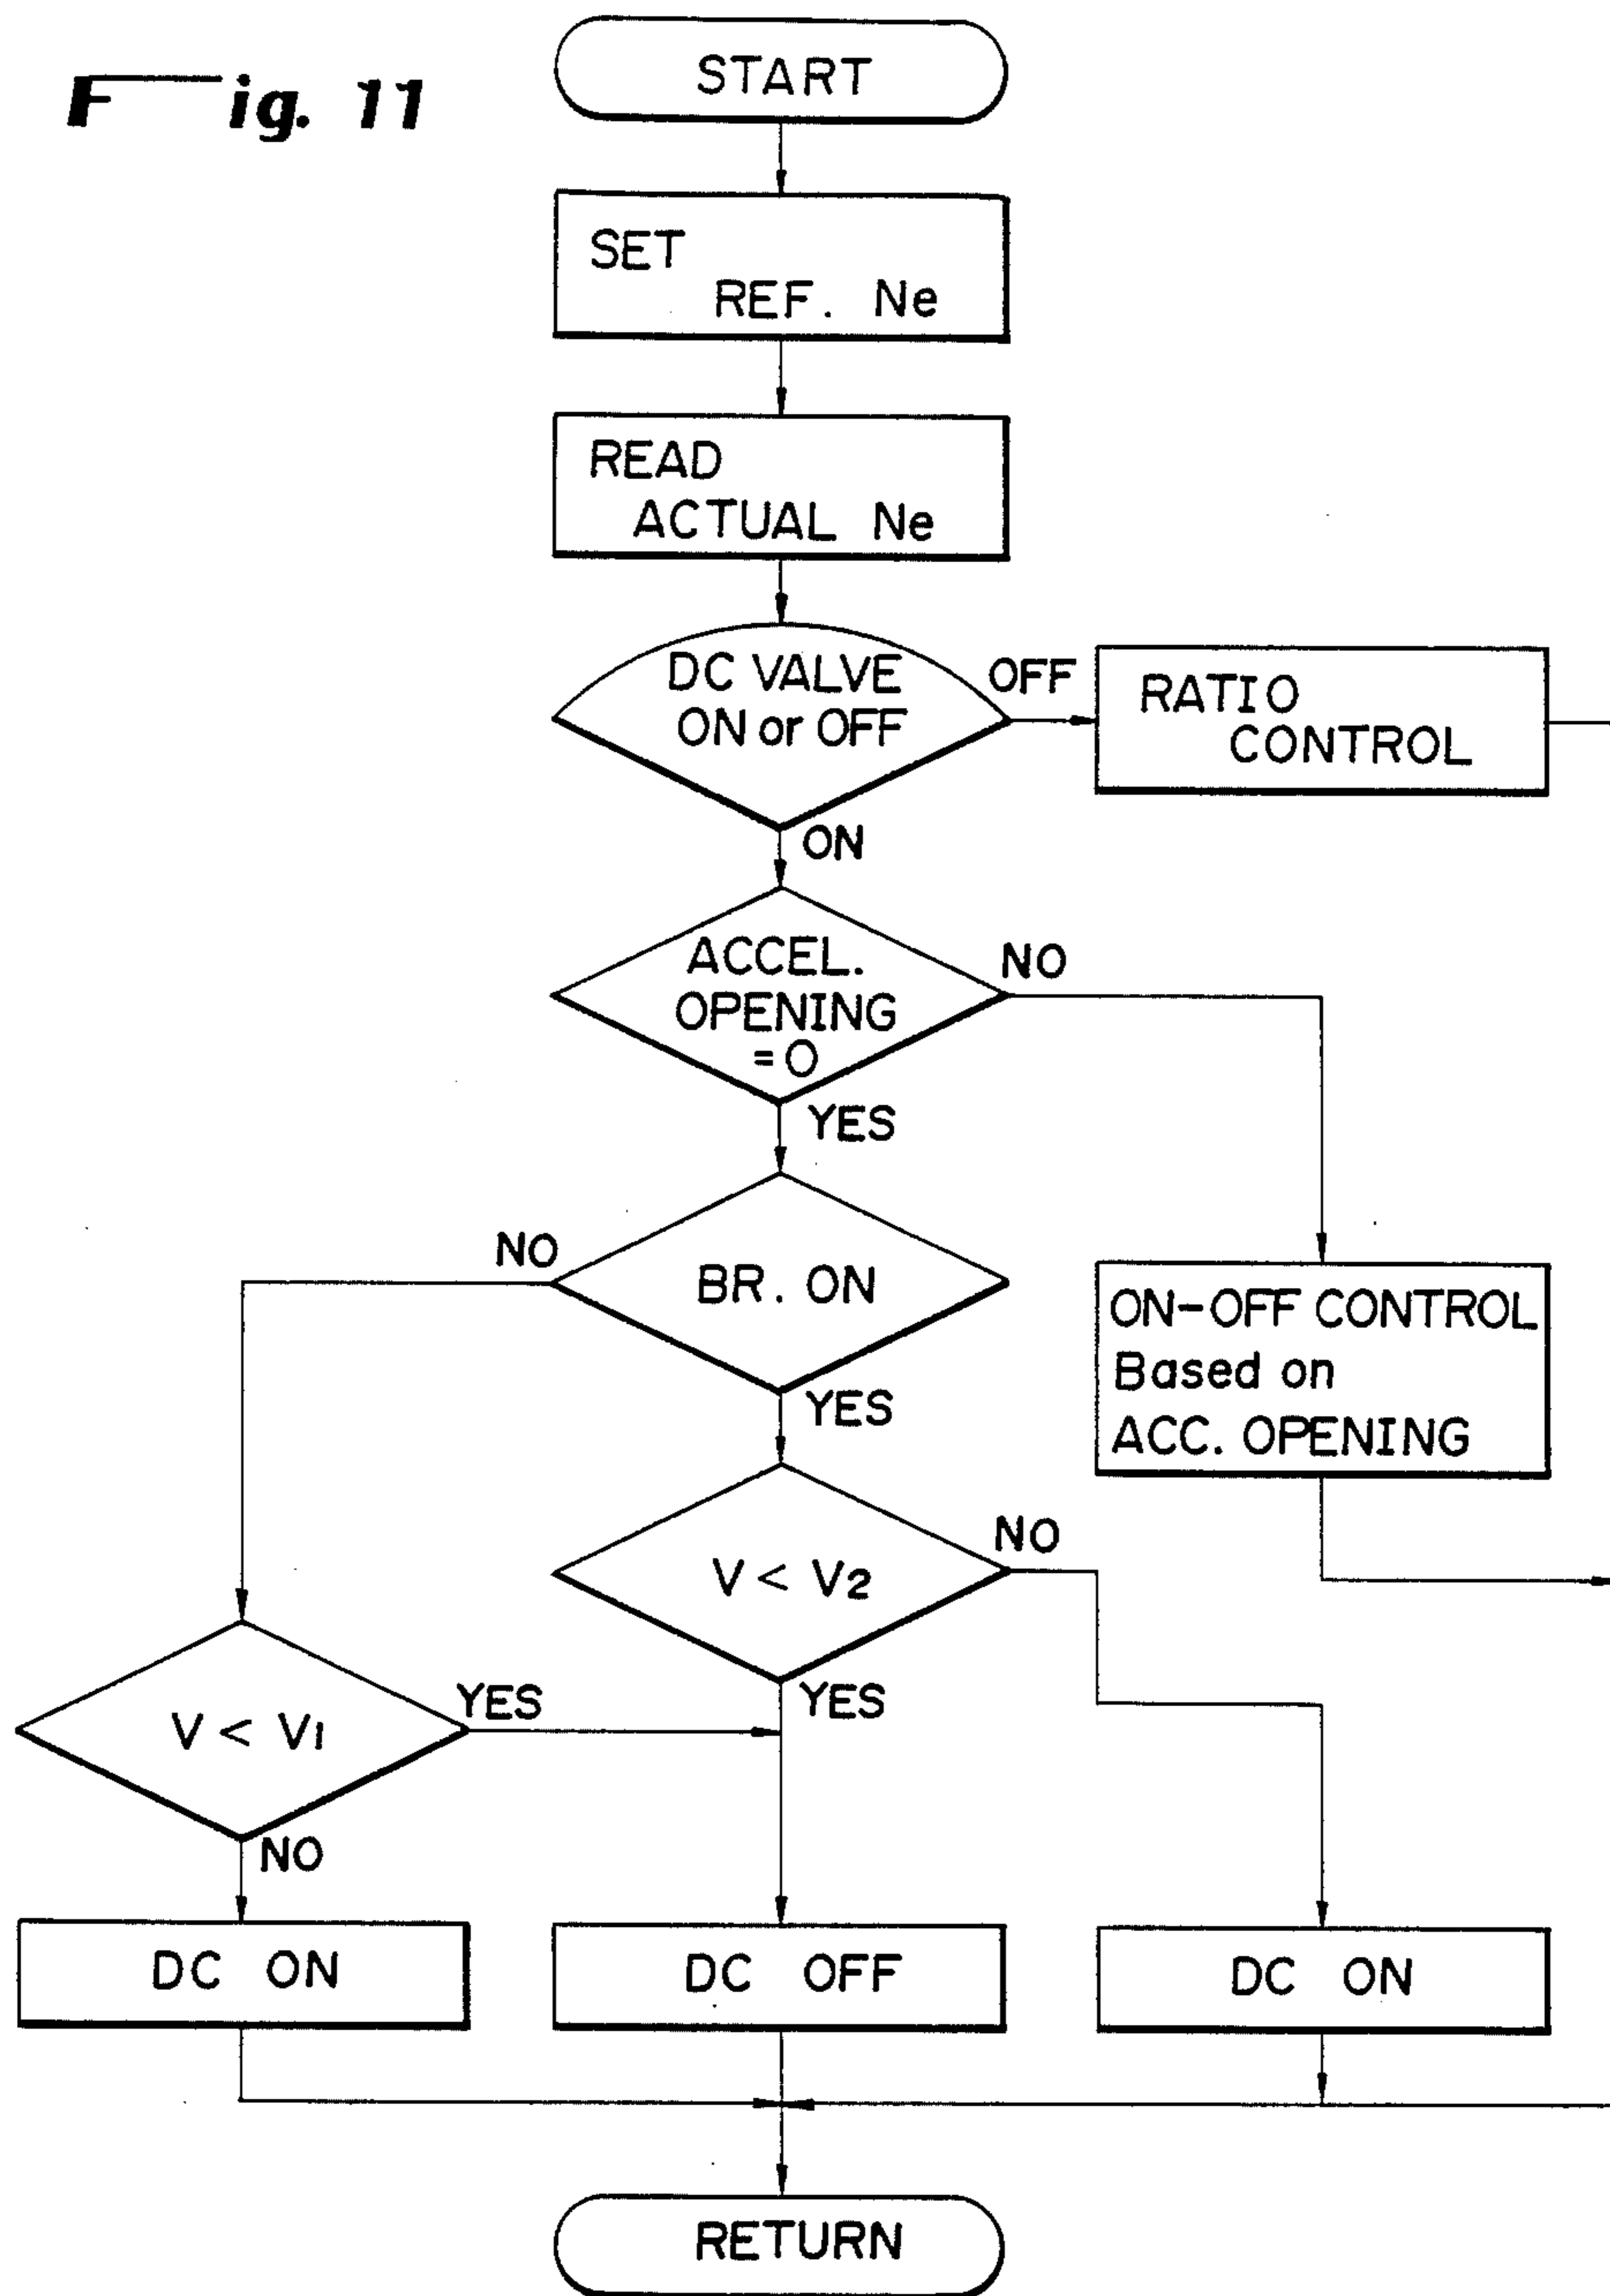 Fig. 11
START
SET
REF. Ne
READ
ACTUAL Ne
DC VALVE
ON or OFF
OFF
RATIO
CONTROL
ON
ACCEL.
OPENING
=0
NO
YES
NO
BR. ON
YES
ON-OFF CONTROL
Based on
ACC. OPENING
V < V2
NO
YES
V < V1
YES
NO
DC ON
DC OFF
DC ON
RETURN